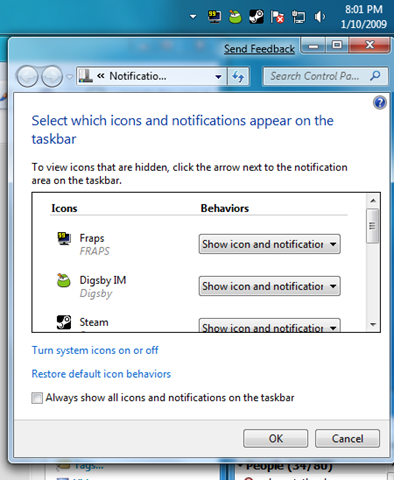 8:01 PM
1/10/2009
Send Feedback
« Notificatio...
Search Control Pa...
Select which icons and notifications appear on the
taskbar
To view icons that are hidden, click the arrow next to the notification
area on the taskbar.
Icons Behaviors
Fraps
FRAPS
Show icon and notification
Digsby IM
Digsby
Show icon and notification
Steam
Show icon and notification
Turn system icons on or off
Restore default icon behaviors
Always show all icons and notifications on the taskbar
OK Cancel
Tags...
People (34/80)